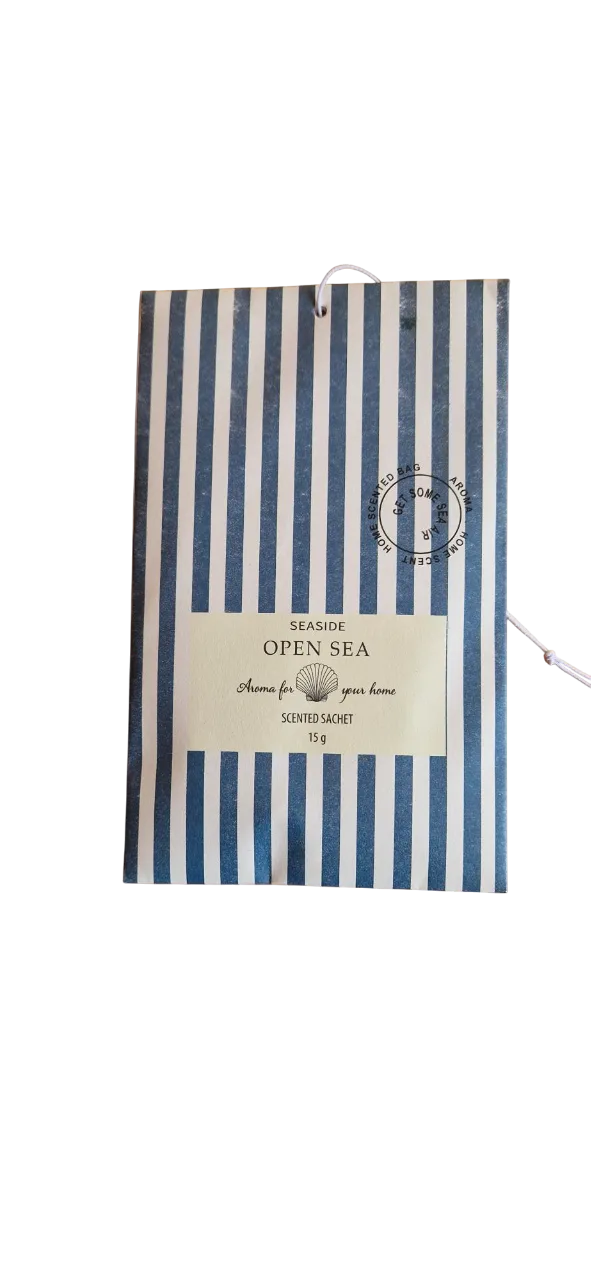 HOME SCENTED BAG
AROMA
HOME SCENT
GET SOME SEA AIR
SEASIDE
OPEN SEA
Aroma for your home
SCENTED SACHET
15 g